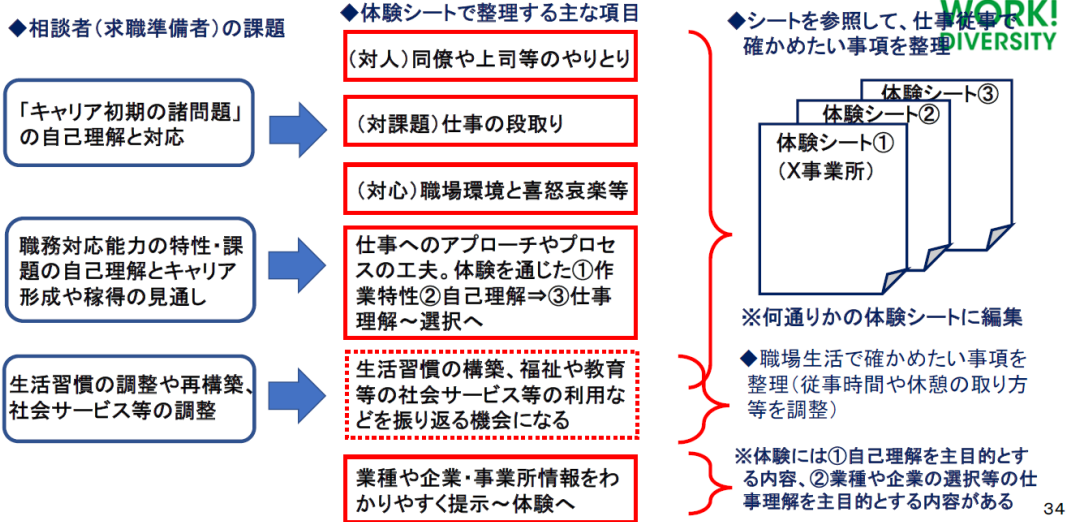 ◆相談者(求職準備者)の課題
「キャリア初期の諸問題」
の自己理解と対応
職務対応能力の特性・課
題の自己理解とキャリア
形成や稼得の見通し
生活習慣の調整や再構築、
社会サービス等の調整
◆体験シートで整理する主な項目
(対人)同僚や上司等のやりとり
(対課題)仕事の段取り
(対心)職場環境と喜怒哀楽等
仕事へのアプローチやプロセ
スの工夫。体験を通じた①作
業特性②自己理解⇒③仕事
理解～選択へ
生活習慣の構築、福祉や教育
等の社会サービス等の利用な
どを振り返る機会になる
業種や企業・事業所情報をわ
かりやすく提示～体験へ
WORK!
DIVERSITY
◆シートを参照して、仕事従事で
確かめたい事項を整理
体験シート③
体験シート②
体験シート①
(X事業所)
※何通りかの体験シートに編集
◆職場生活で確かめたい事項を
整理(従事時間や休憩の取り方
等を調整)
※体験には①自己理解を主目的とす
る内容、②業種や企業の選択等の仕
事理解を主目的とする内容がある
34